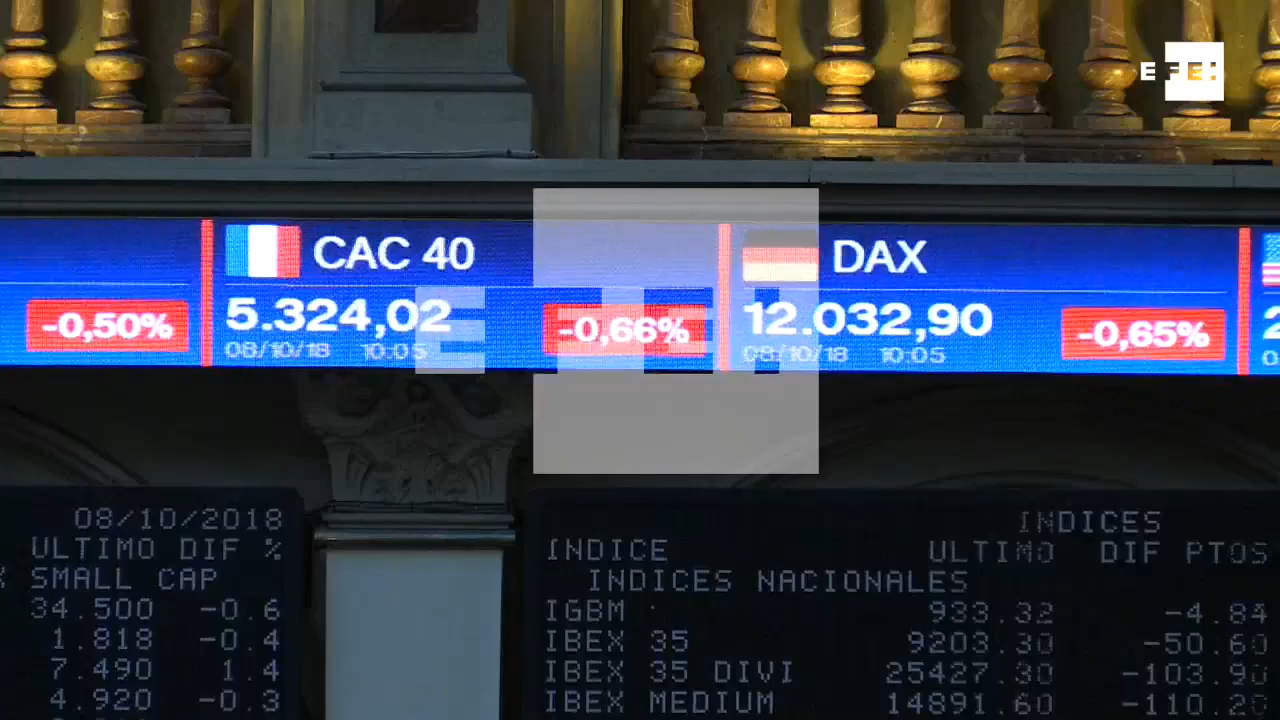 EFE:
CAC 40
DAX
-0,50%
5.324,02
-0,66%
12.032,90
-0,65%
08/10/18 10:05
08/10/18 10:05
EFE:
08/10/2018
ULTIMO DIF %
SMALL CAP
34.500 -0.6
1.818 -0.4
7.490 1.4
4.920 -0.3
INDICES
INDICE ULTIMO DIF PTOS
INDICES NACIONALES
IGBM 933.32 -4.84
IBEX 35 9203.30 -50.60
IBEX 35 DIVI 25427.30 -103.90
IBEX MEDIUM 14891.60 -110.20